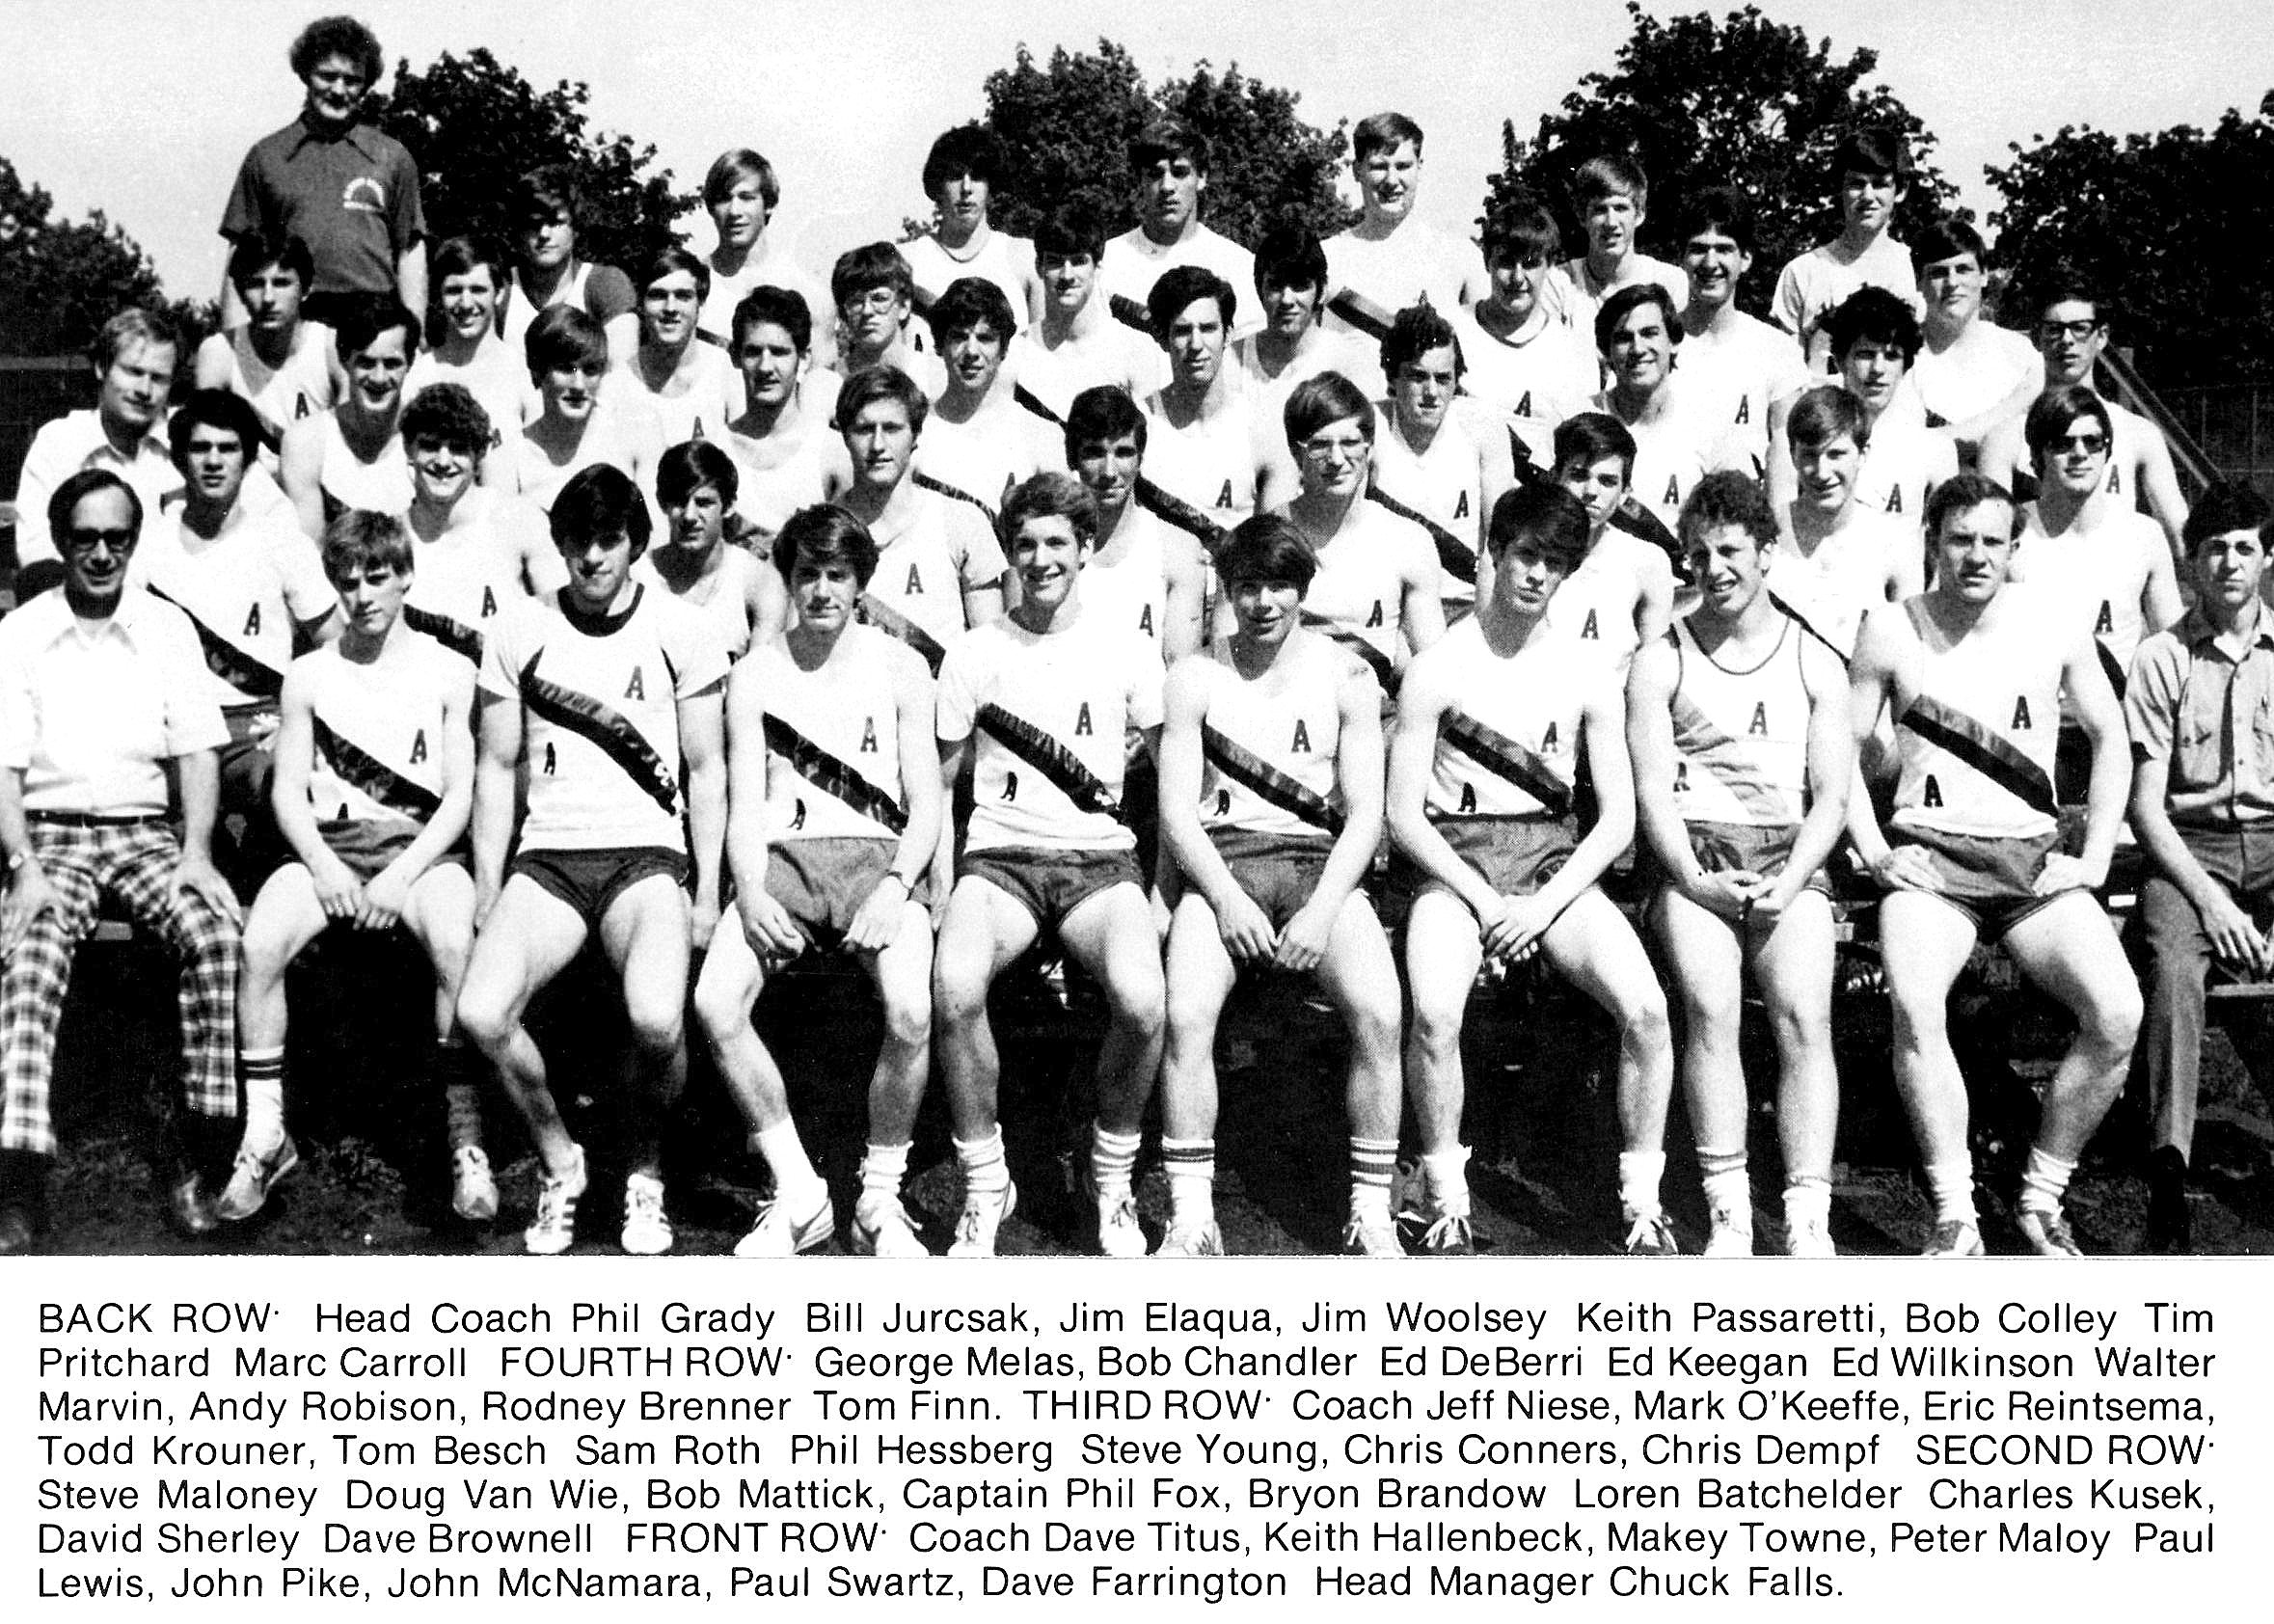 BACK ROW· Head Coach Phil Grady Bill Jurcsak, Jim Elaqua, Jim Woolsey Keith Passaretti, Bob Colley Tim
Pritchard Marc Carroll FOURTH ROW· George Melas, Bob Chandler Ed DeBerri Ed Keegan Ed Wilkinson Walter
Marvin, Andy Robison, Rodney Brenner Tom Finn. THIRD ROW· Coach Jeff Niese, Mark O'Keeffe, Eric Reintsema,
Todd Krouner, Tom Besch Sam Roth Phil Hessberg Steve Young, Chris Conners, Chris Dempf SECOND ROW·
Steve Maloney Doug Van Wie, Bob Mattick, Captain Phil Fox, Bryon Brandow Loren Batchelder Charles Kusek,
David Sherley Dave Brownell FRONT ROW· Coach Dave Titus, Keith Hallenbeck, Makey Towne, Peter Maloy Paul
Lewis, John Pike, John McNamara, Paul Swartz, Dave Farrington Head Manager Chuck Falls.